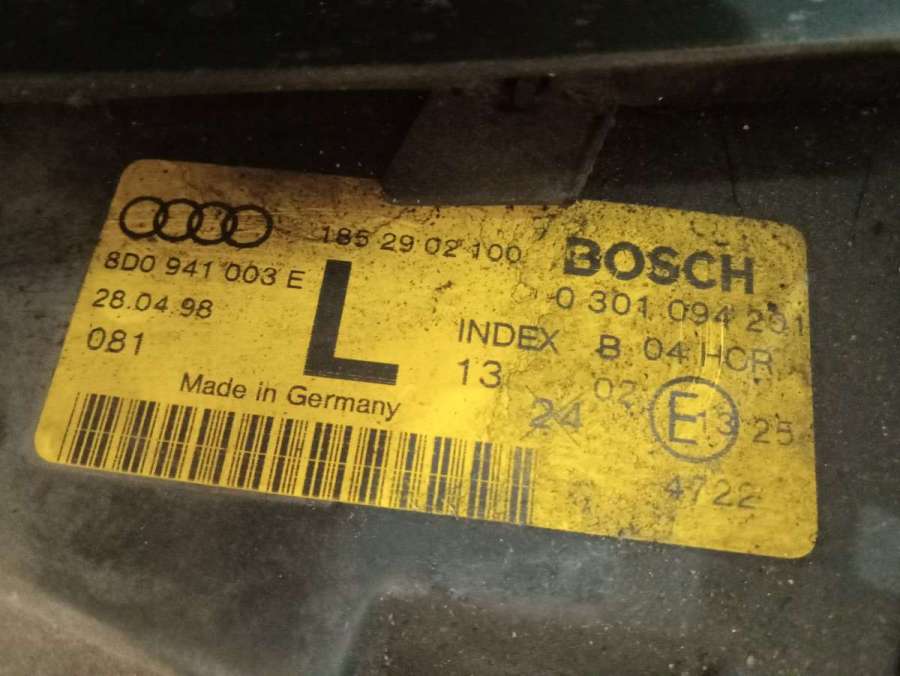 185 29 02 100
BOSCH
8D0 941 003 E
L
0 301 094 201
28.04.98
INDEX B 04 HCR
081
13
02 E13 25
24
Made in Germany
4722